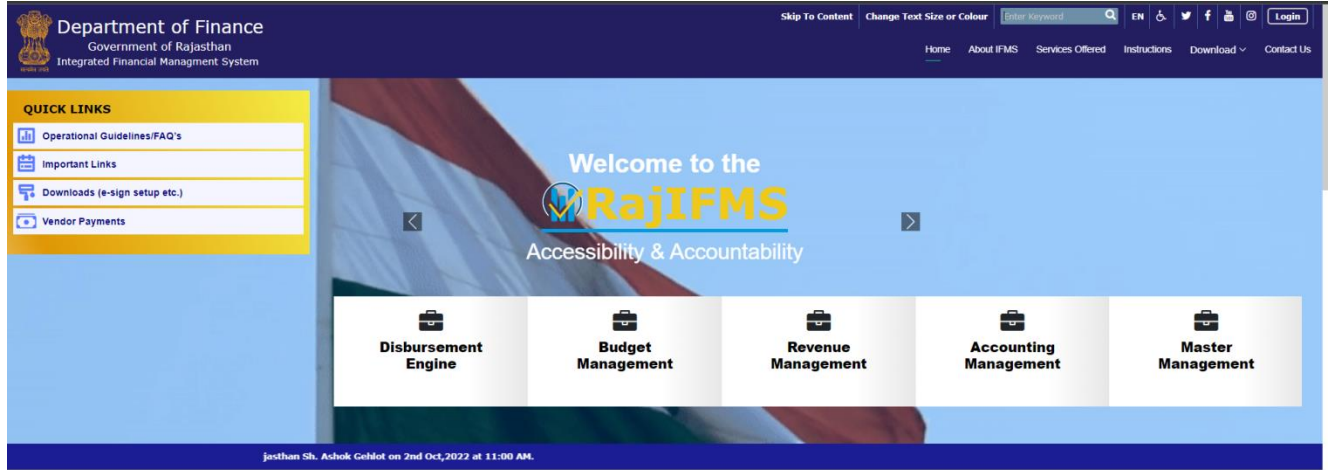 Department of Finance
Government of Rajasthan
Integrated Financial Managment System
Skip To Content
Change Text Size or Colour
Enter Keyword
EN
Login
Home
About IFMS
Services Offered
Instructions
Download
Contact Us
QUICK LINKS
Operational Guidelines/FAQ's
Important Links
Downloads (e-sign setup etc.)
Vendor Payments
Welcome to the
RajIFMS
Accessibility & Accountability
Disbursement
Engine
Budget
Management
Revenue
Management
Accounting
Management
Master
Management
jasthan Sh. Ashok Gehlot on 2nd Oct,2022 at 11:00 AM.